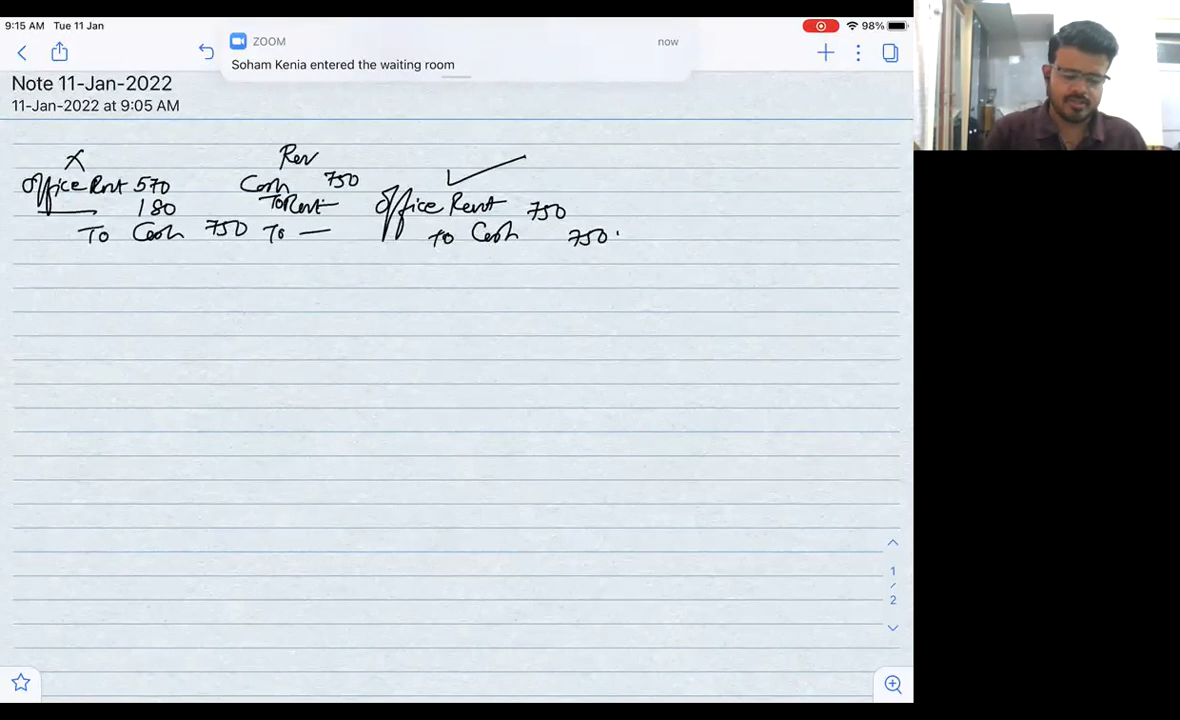 9:15 AM Tue 11 Jan
98%
ZOOM
now
Soham Kenia entered the waiting room
Note 11-Jan-2022
11-Jan-2022 at 9:05 AM
X
Office Rent 570
180
To Cash 750
Rev
Cash 750
To Rent
To —
✓
Office Rent 750
To Cash 750
1
/
2